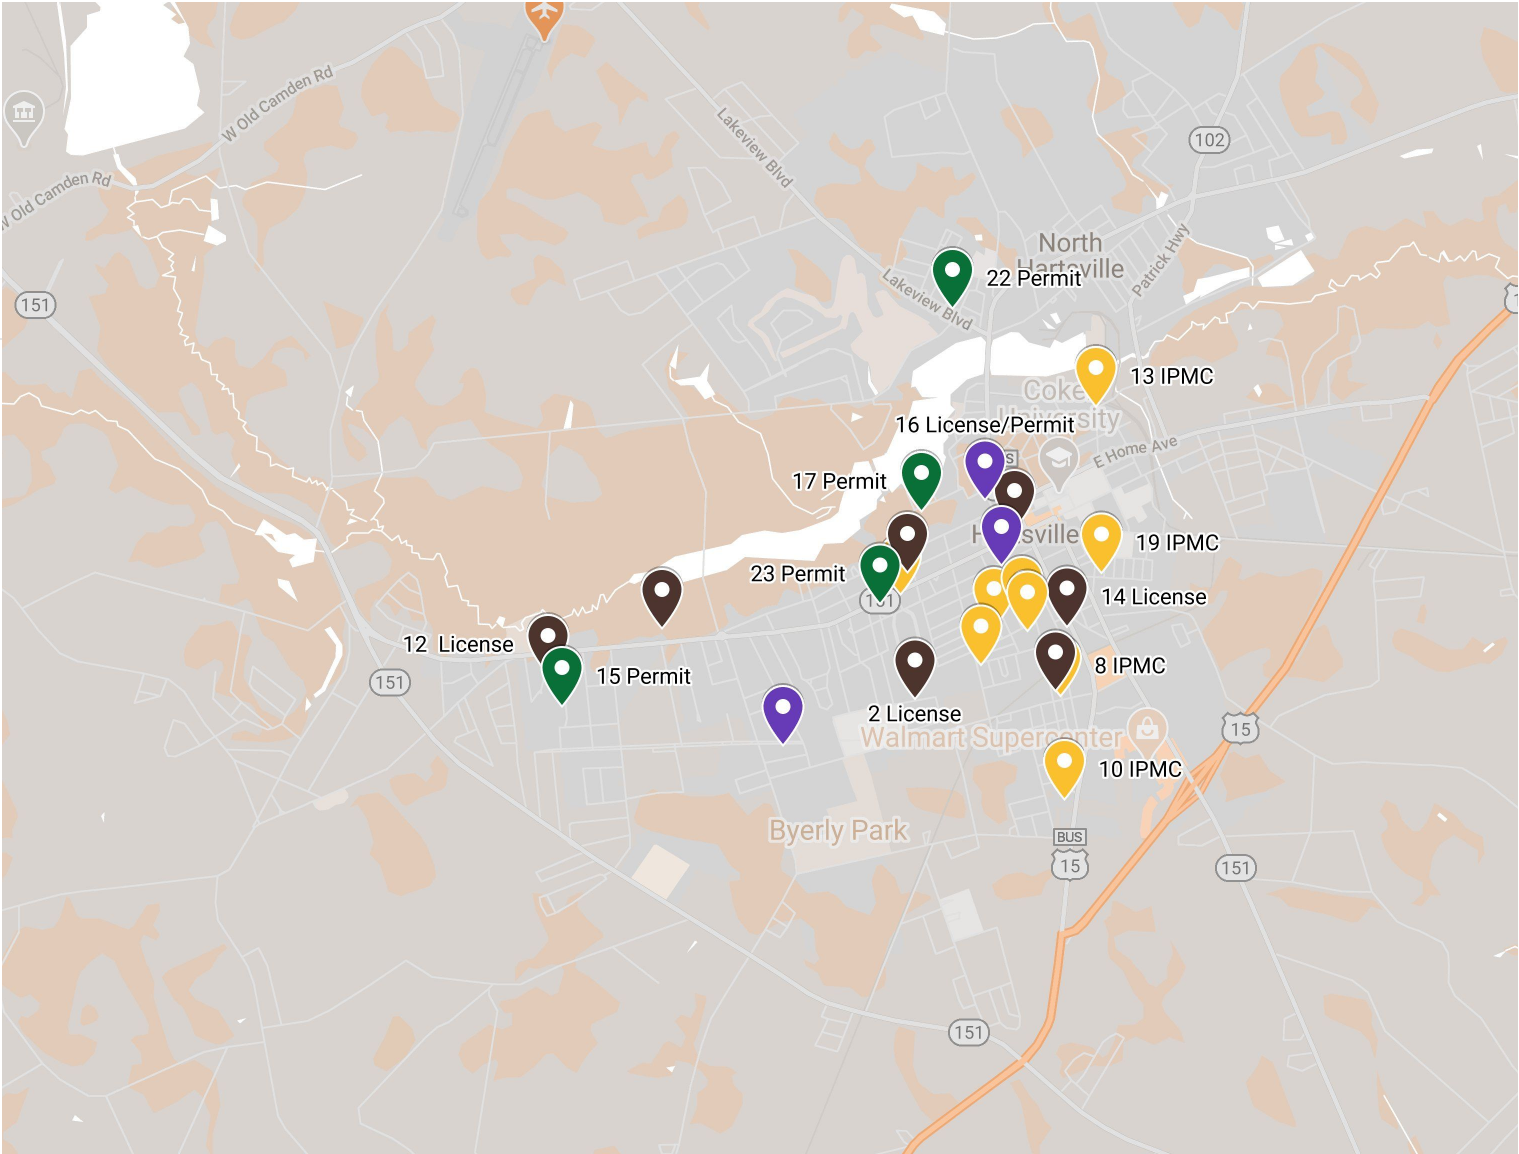 W Old Camden Rd
Lakeview Blvd
102
W Old Camden Rd
North
Hartsville
Patrick Hwy
22 Permit
Lakeview Blvd
151
13 IPMC
Coker
University
16 License/Permit
E Home Ave
17 Permit
Hartsville
19 IPMC
23 Permit
151
14 License
12 License
8 IPMC
15 Permit
151
2 License
15
Walmart Supercenter
10 IPMC
Byerly Park
BUS
15
151
151